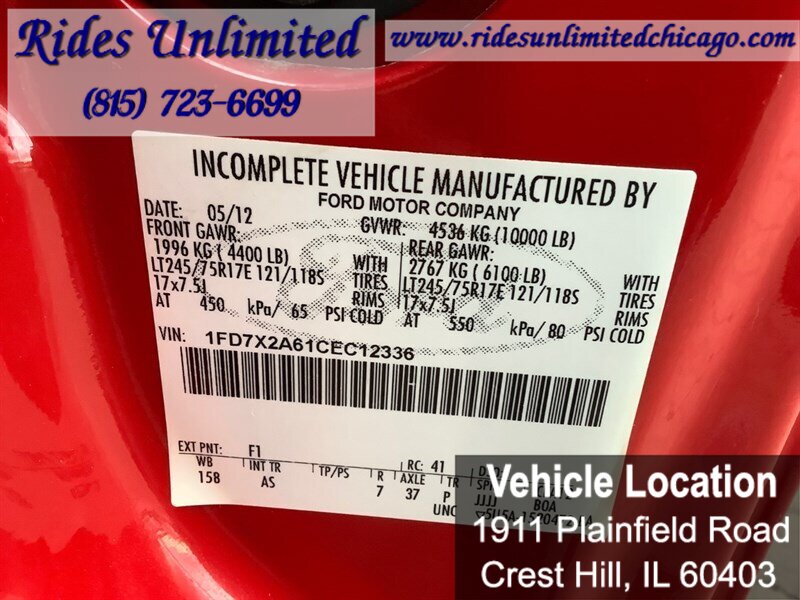 Rides Unlimited
(815) 723-6699
www.ridesunlimitedchicago.com
INCOMPLETE VEHICLE MANUFACTURED BY
FORD MOTOR COMPANY
DATE: 05/12 GVWR: 4536 KG (10000 LB)
FRONT GAWR: REAR GAWR:
1996 KG ( 4400 LB) WITH 2767 KG ( 6100 LB) WITH
LT245/75R17E 121/118S TIRES LT245/75R17E 121/118S TIRES
17x7.5J RIMS 17x7.5J RIMS
AT 450 kPa/ 65 PSI COLD AT 550 kPa/ 80 PSI COLD
VIN: 1FD7X2A61CEC12336
EXT PNT: F1 RC: 41
WB INT TR TP/PS R AXLE TR
158 AS 7 37 P JJJJ BOA
UNC
Vehicle Location
1911 Plainfield Road
Crest Hill, IL 60403